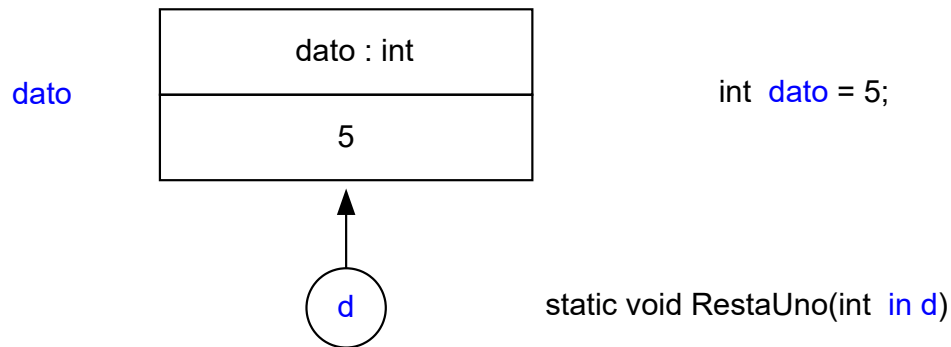 dato : int
dato
int dato = 5;
5
d
static void RestaUno(int in d)